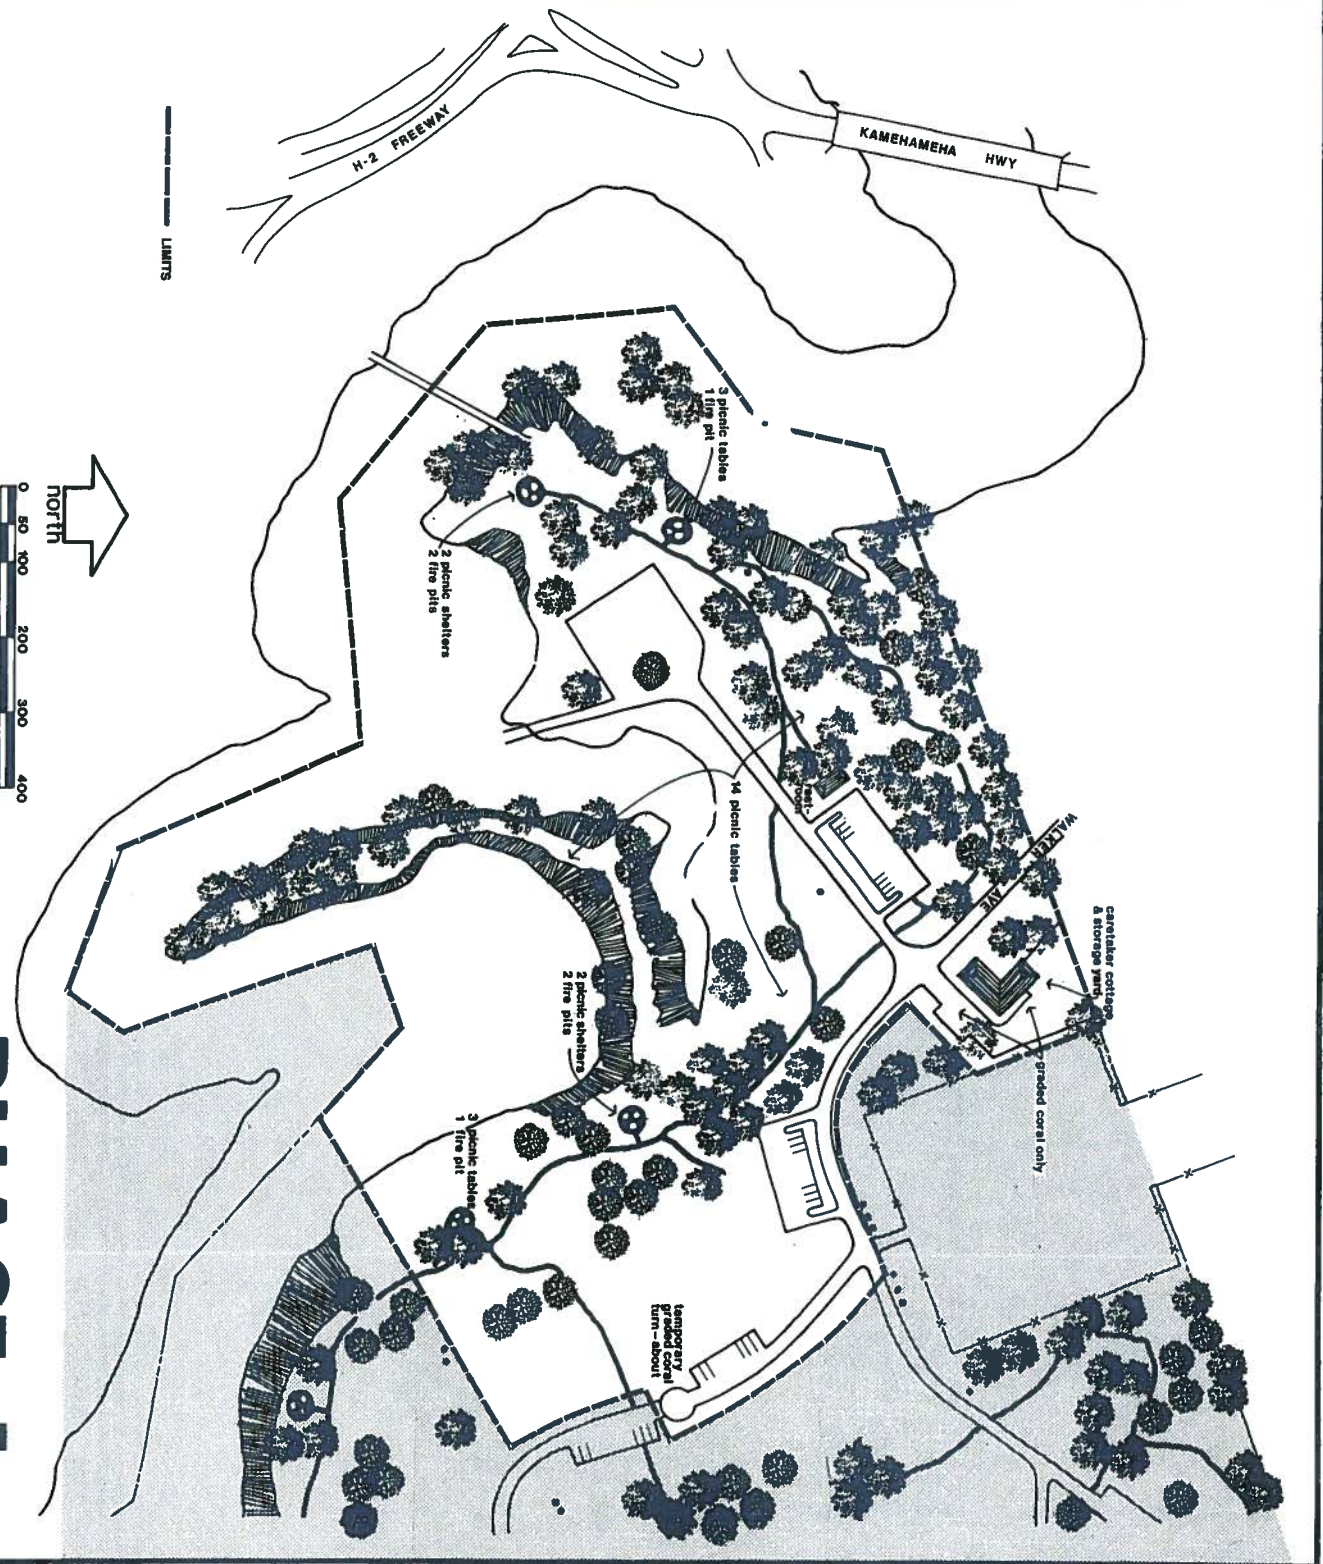 H-2 FREEWAY
KAMEHAMEHA HWY
LIMITS
3 picnic tables
1 fire pit
2 picnic shelters
2 fire pits
north
0 50 100 200 300 400
14 picnic tables
rest-
room
WALKER AVE
caretaker cottage
& storage yard
graded coral only
2 picnic shelters
2 fire pits
3 picnic tables
1 fire pit
temporary
graded coral
turn-about